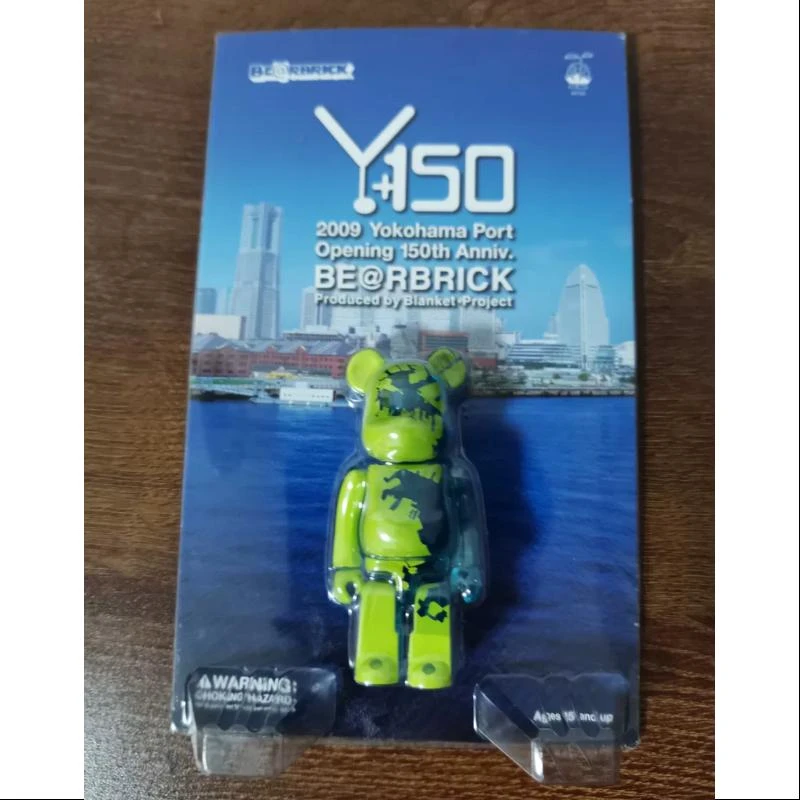 BE@RBRICK
Y+150
2009 Yokohama Port
Opening 150th Anniv.
BE@RBRICK
Produced by Blanket-Project
WARNING:
CHOKING HAZARD
Ages 15 and up